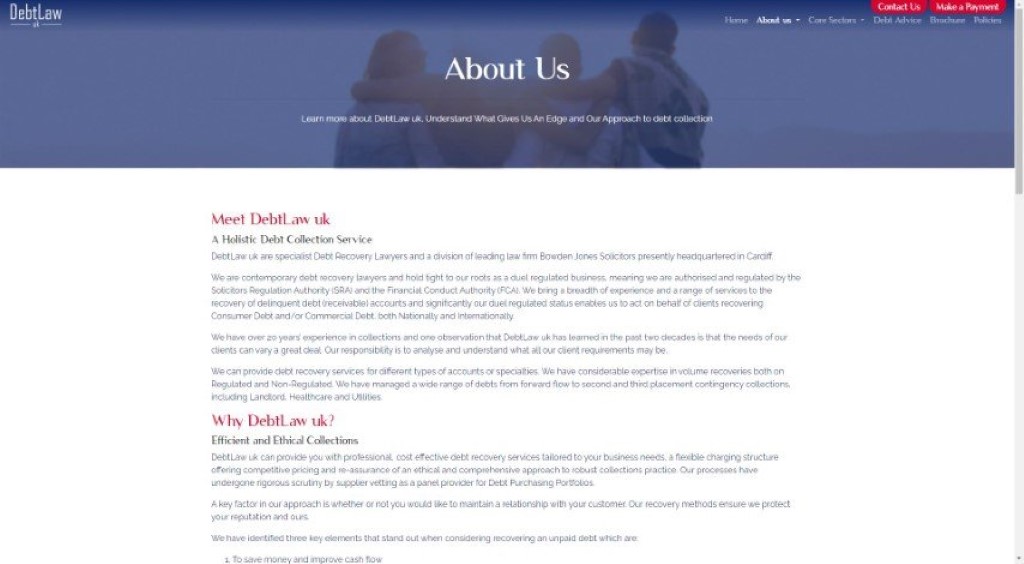 DebtLaw
uk
Contact Us
Make a Payment
Home
About us
Core Sectors
Debt Advice
Brochure
Policies
About Us
Learn more about DebtLaw uk, Understand What Gives Us An Edge and Our Approach to debt collection
Meet DebtLaw uk
A Holistic Debt Collection Service
DebtLaw uk are specialist Debt Recovery Lawyers and a division of leading law firm Bowden Jones Solicitors presently headquartered in Cardiff.
We are contemporary debt recovery lawyers and hold tight to our roots as a duel regulated business, meaning we are authorised and regulated by the
Solicitors Regulation Authority (SRA) and the Financial Conduct Authority (FCA). We bring a breadth of experience and a range of services to the
recovery of delinquent debt (receivable) accounts and significantly our duel regulated status enables us to act on behalf of clients recovering
Consumer Debt and/or Commercial Debt, both Nationally and Internationally.
We have over 20 years' experience in collections and one observation that DebtLaw uk has learned in the past two decades is that the needs of our
clients can vary a great deal. Our responsibility is to analyse and understand what all our client requirements may be.
We can provide debt recovery services for different types of accounts or specialties. We have considerable expertise in volume recoveries both on
Regulated and Non-Regulated. We have managed a wide range of debts from forward flow to second and third placement contingency collections,
including Landlord, Healthcare and Utilities.
Why DebtLaw uk?
Efficient and Ethical Collections
DebtLaw uk can provide you with professional, cost effective debt recovery services tailored to your business needs, a flexible charging structure
offering competitive pricing and re-assurance of an ethical and comprehensive approach to robust collections practice. Our processes have
undergone rigorous scrutiny by supplier vetting as a panel provider for Debt Purchasing Portfolios.
A key factor in our approach is whether or not you would like to maintain a relationship with your customer. Our recovery methods ensure we protect
your reputation and ours.
We have identified three key elements that stand out when considering recovering an unpaid debt which are:
1. To save money and improve cash flow